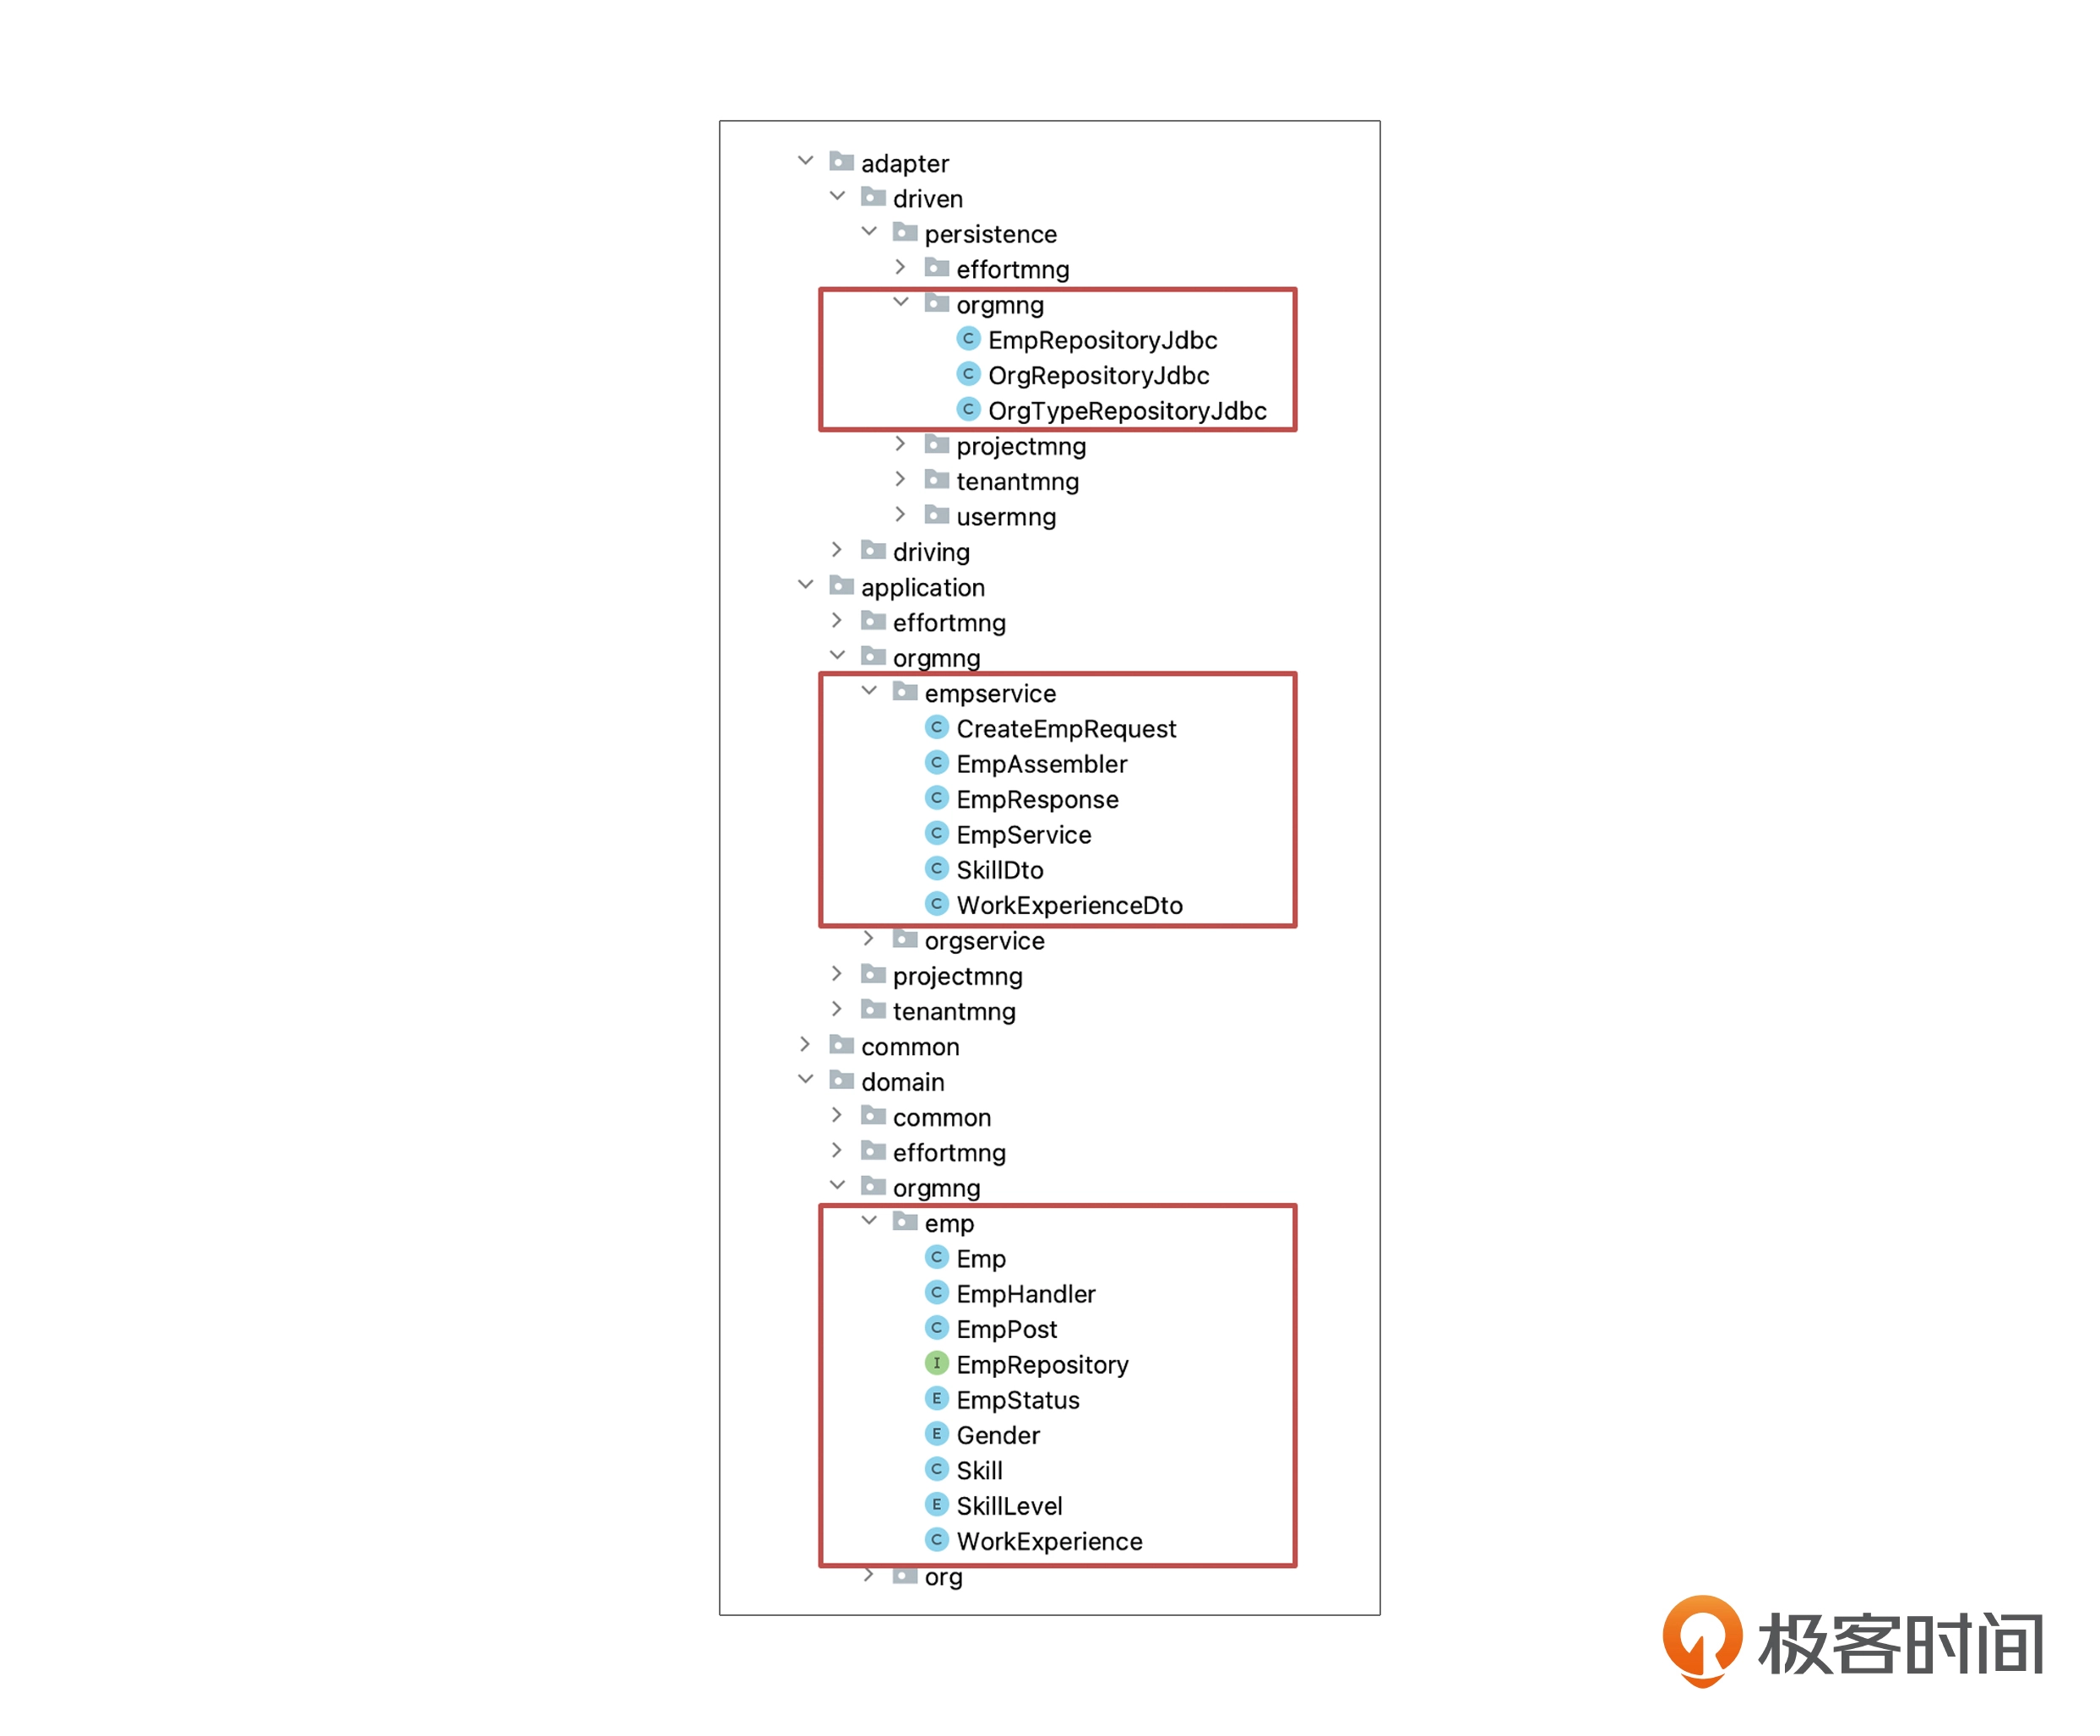 adapter
driven
persistence
effortmng
orgmng
C EmpRepositoryJdbc
C OrgRepositoryJdbc
C OrgTypeRepositoryJdbc
projectmng
tenantmng
usermng
driving
application
effortmng
orgmng
empservice
C CreateEmpRequest
C EmpAssembler
C EmpResponse
C EmpService
C SkillDto
C WorkExperienceDto
orgservice
projectmng
tenantmng
common
domain
common
effortmng
orgmng
emp
C Emp
C EmpHandler
C EmpPost
I EmpRepository
E EmpStatus
E Gender
C Skill
E SkillLevel
C WorkExperience
org
极客时间